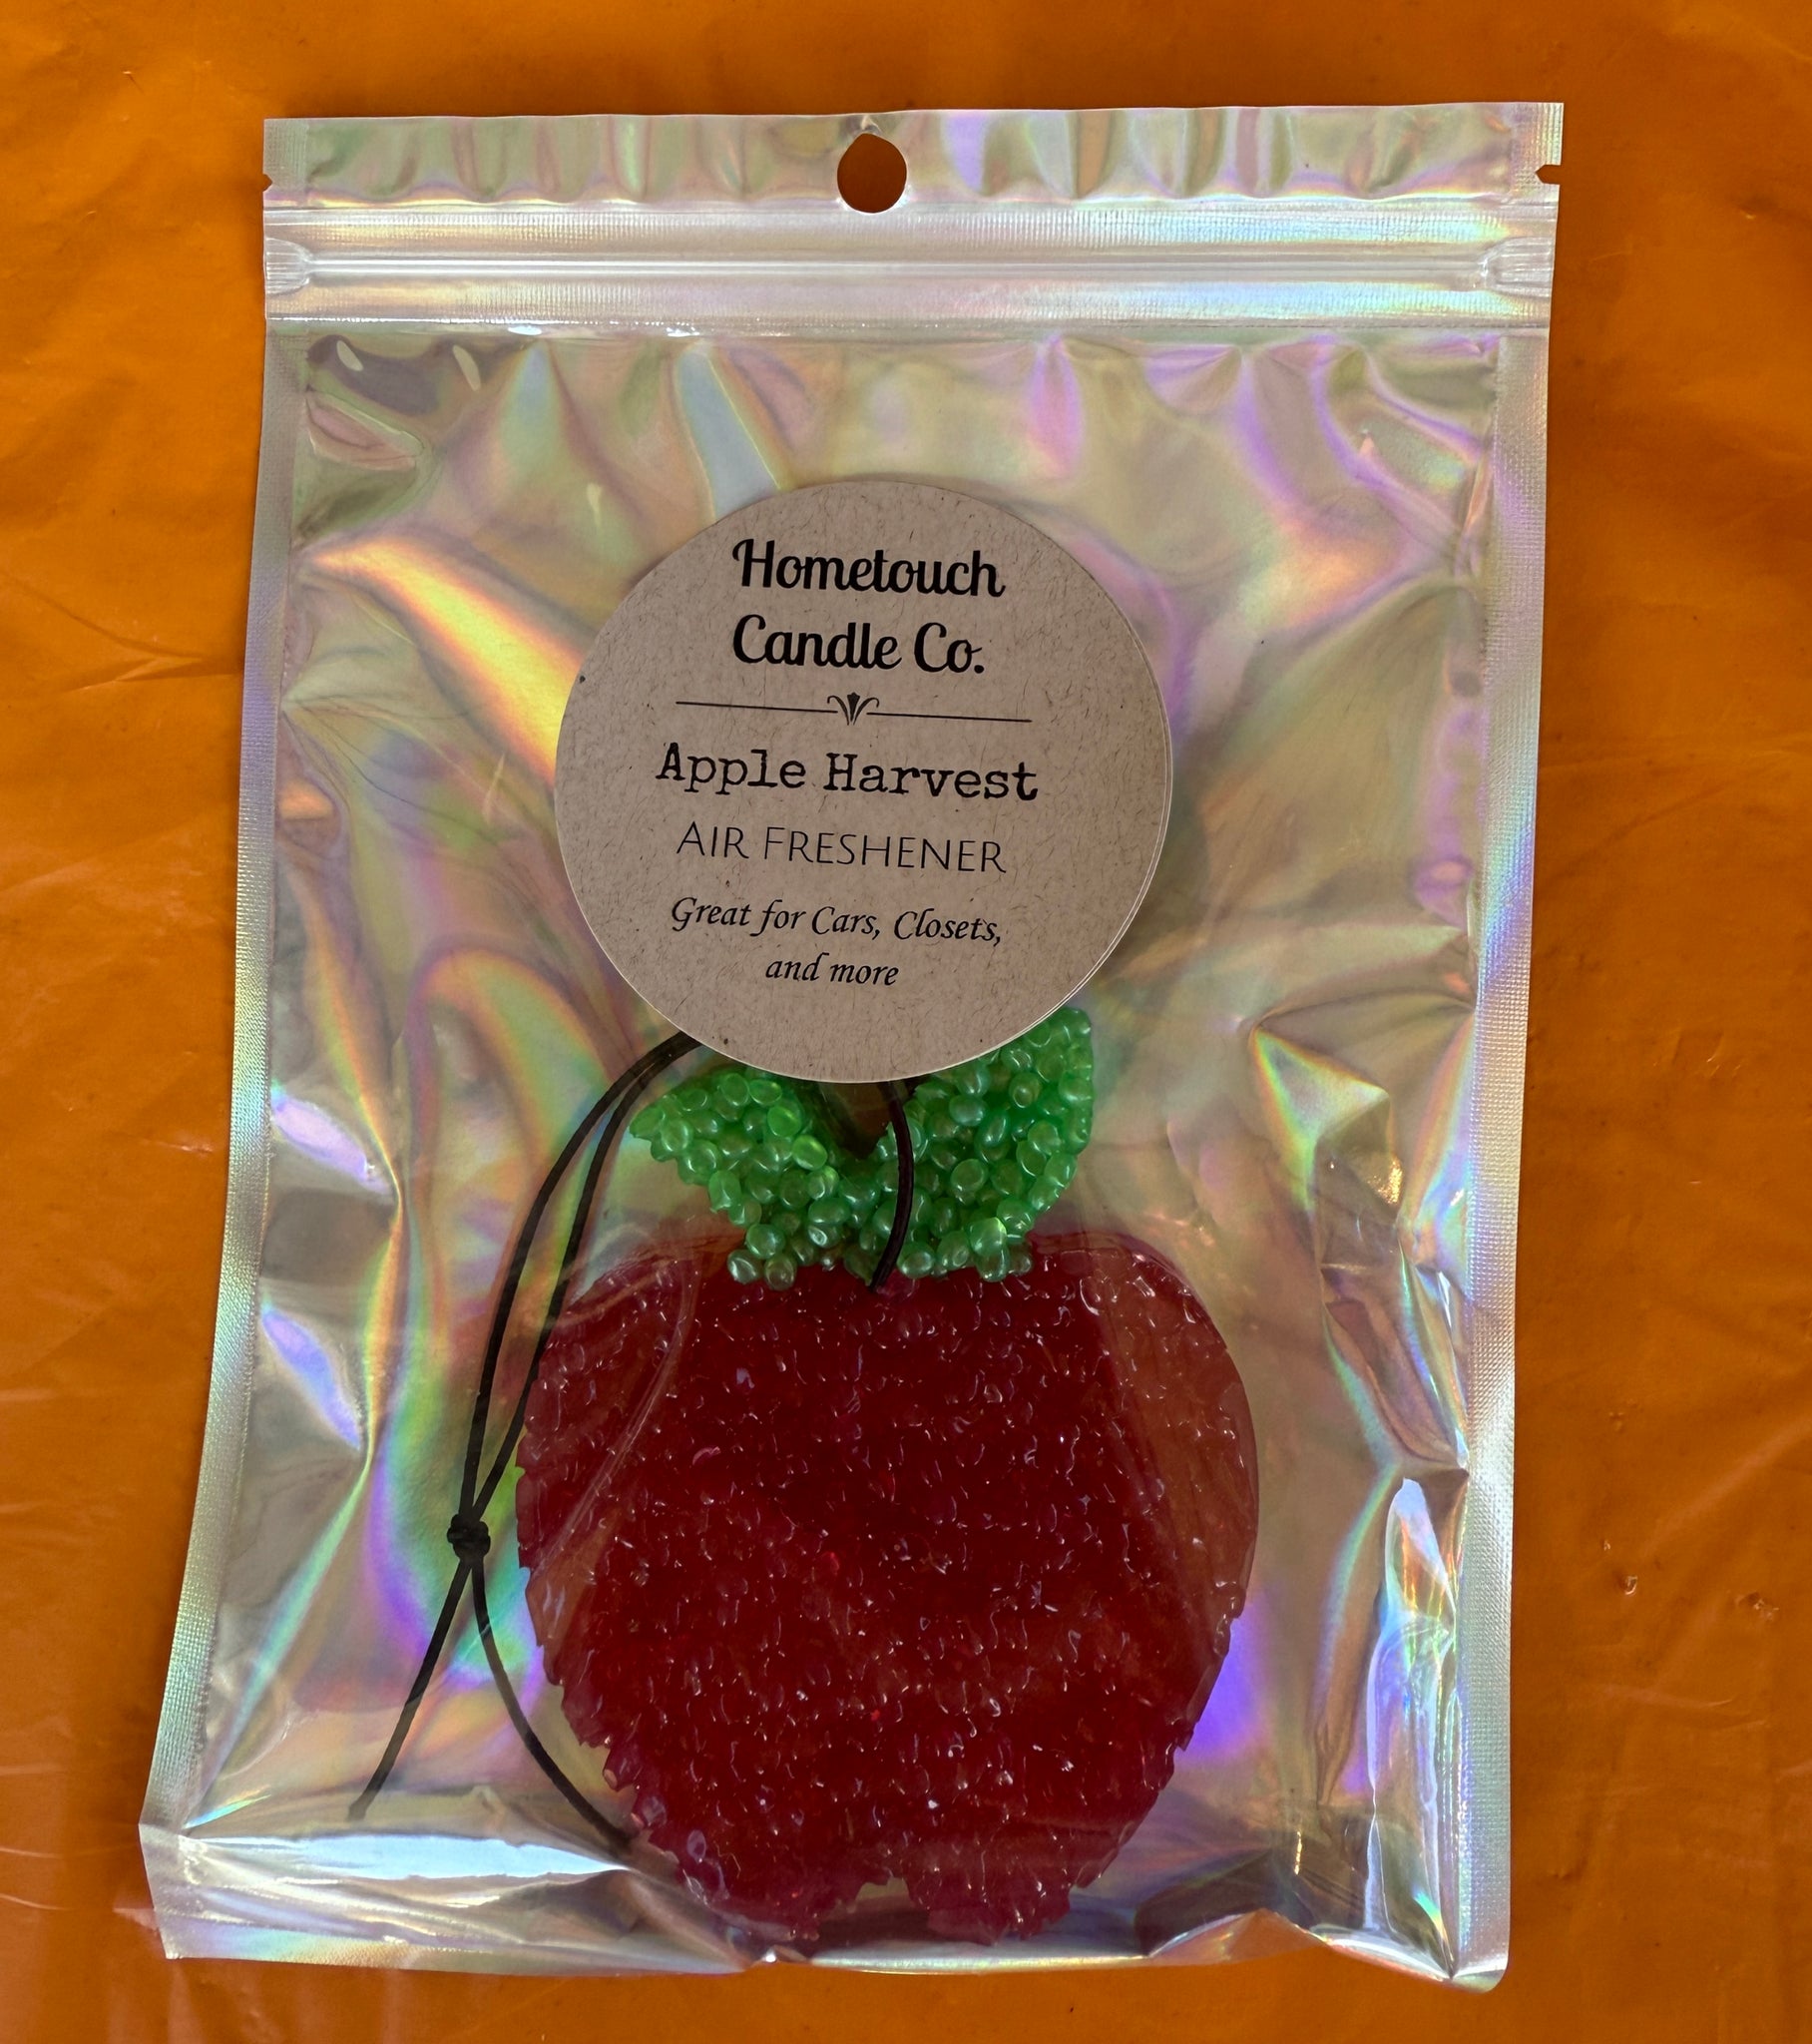 Hometouch
Candle Co.
Apple Harvest
AIR FRESHENER
Great for Cars, Closets,
and more